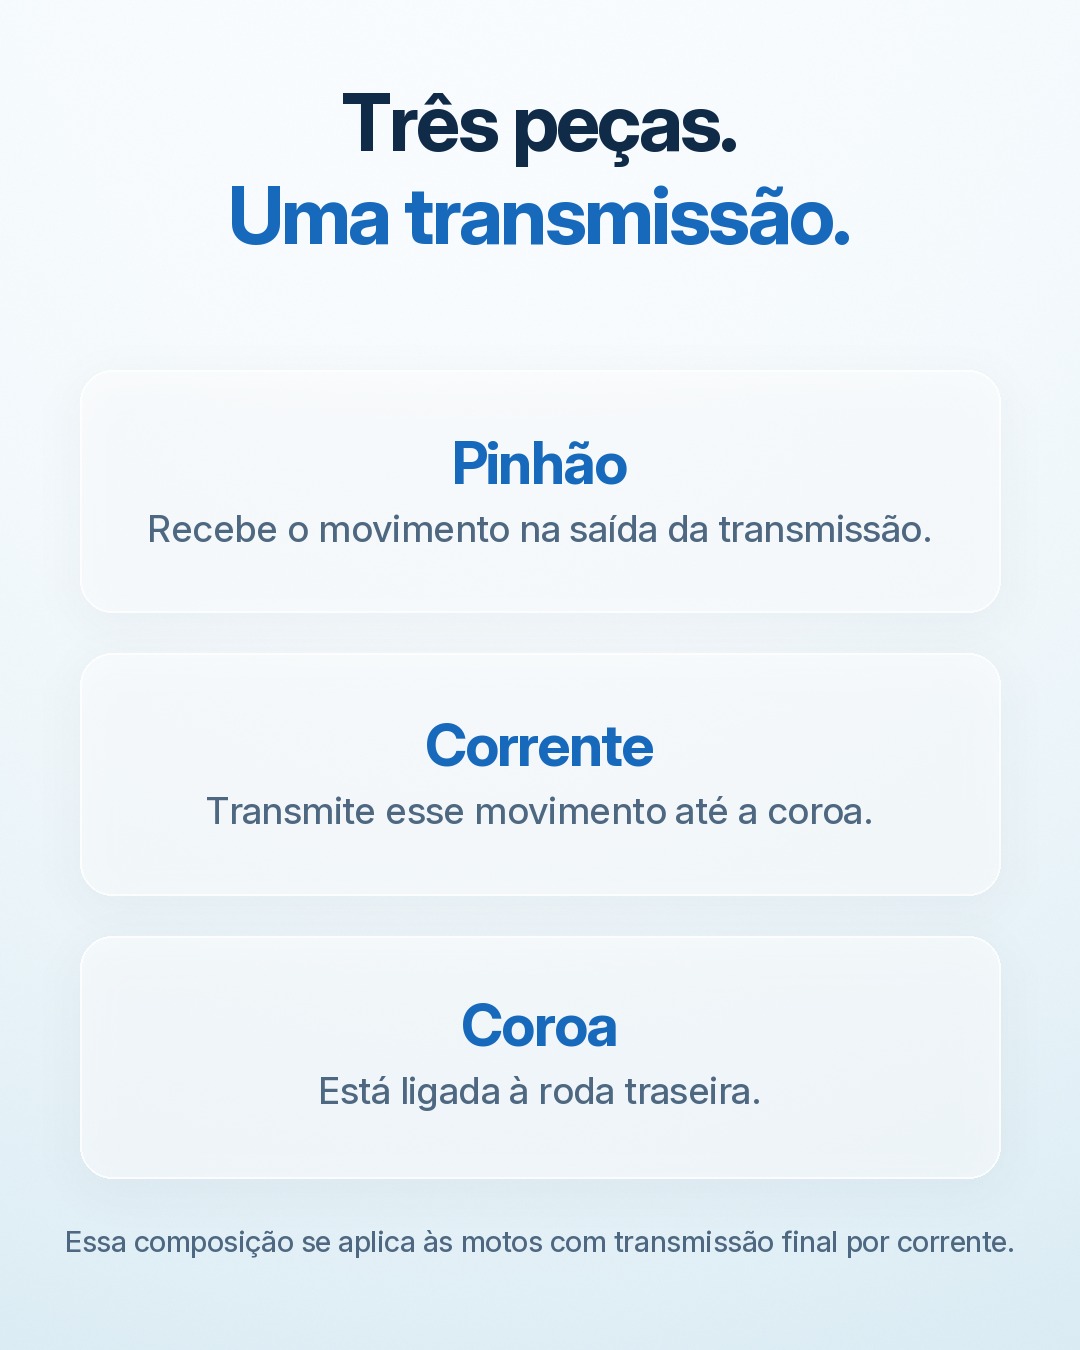 Três peças.
Uma transmissão.
Pinhão
Recebe o movimento na saída da transmissão.
Corrente
Transmite esse movimento até a coroa.
Coroa
Está ligada à roda traseira.
Essa composição se aplica às motos com transmissão final por corrente.